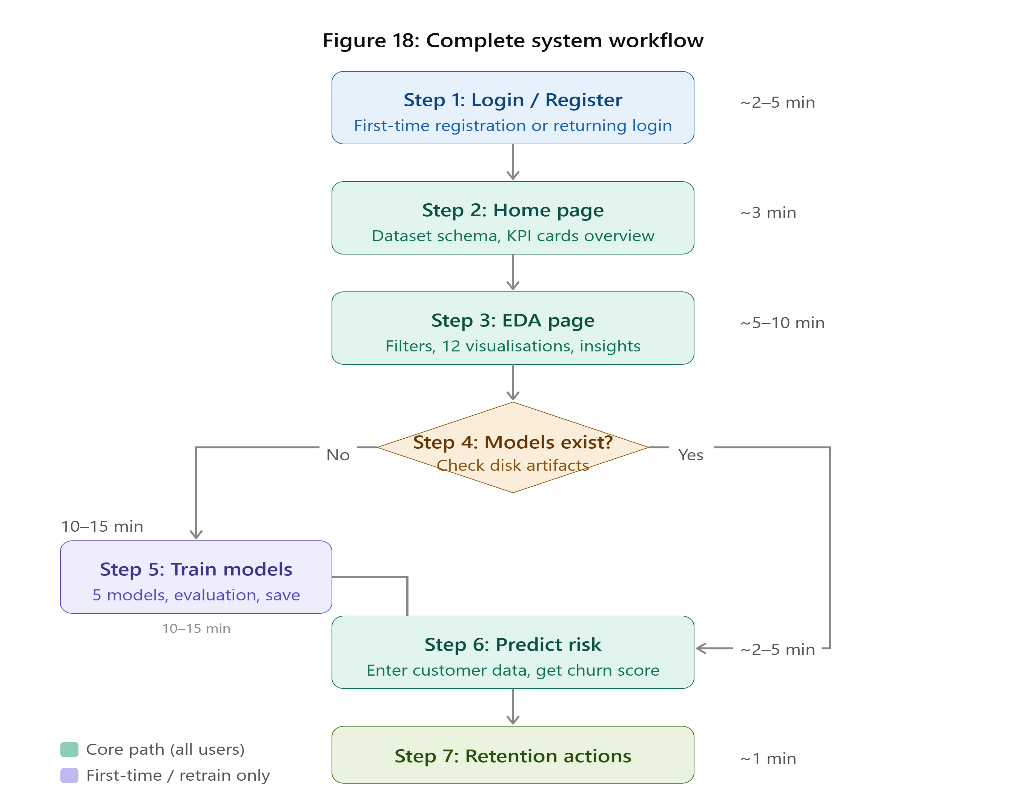 Figure 18: Complete system workflow
Step 1: Login / Register
First-time registration or returning login
~2–5 min
Step 2: Home page
Dataset schema, KPI cards overview
~3 min
Step 3: EDA page
Filters, 12 visualisations, insights
~5–10 min
Step 4: Models exist?
Check disk artifacts
No
Yes
10–15 min
Step 5: Train models
5 models, evaluation, save
10–15 min
Step 6: Predict risk
Enter customer data, get churn score
~2–5 min
Step 7: Retention actions
~1 min
Core path (all users)
First-time / retrain only